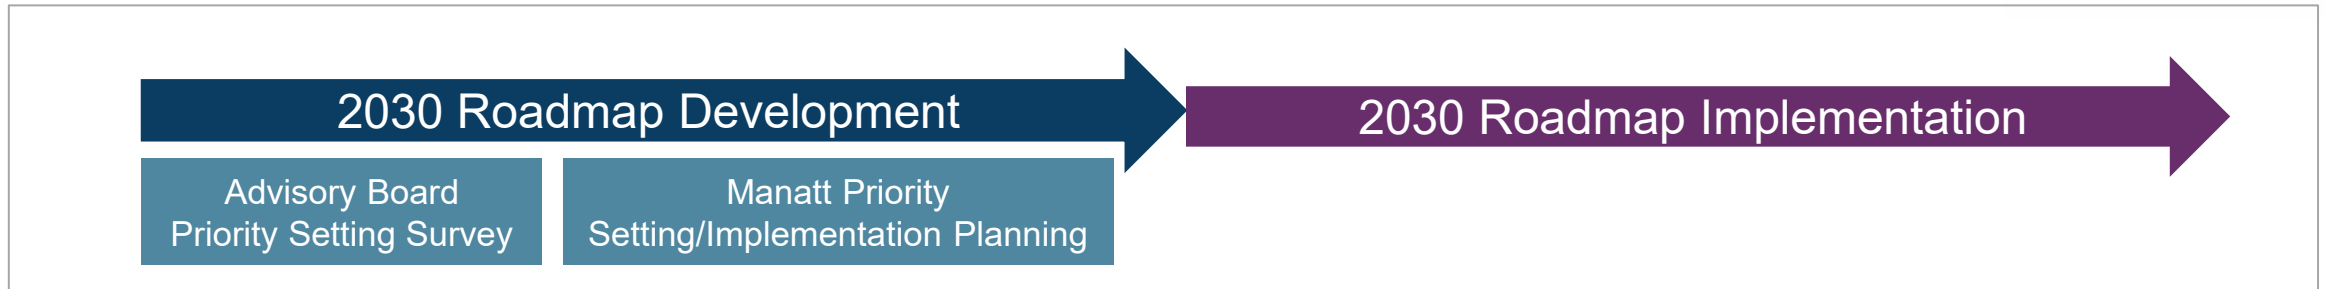 2030 Roadmap Development
2030 Roadmap Implementation
Advisory Board
Priority Setting Survey
Manatt Priority
Setting/Implementation Planning